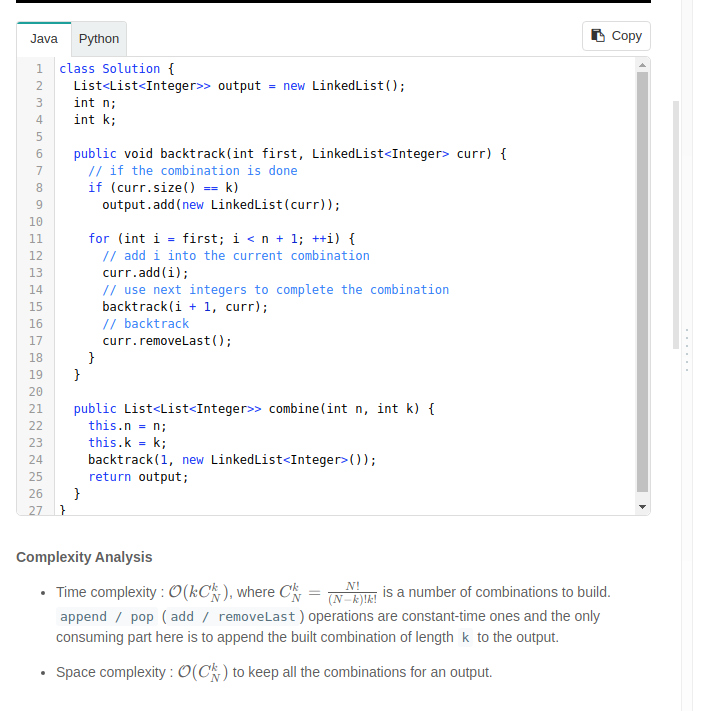 Java Python Copy
1 class Solution {
2   List<List<Integer>> output = new LinkedList();
3   int n;
4   int k;
5
6   public void backtrack(int first, LinkedList<Integer> curr) {
7     // if the combination is done
8     if (curr.size() == k)
9       output.add(new LinkedList(curr));
10
11     for (int i = first; i < n + 1; ++i) {
12       // add i into the current combination
13       curr.add(i);
14       // use next integers to complete the combination
15       backtrack(i + 1, curr);
16       // backtrack
17       curr.removeLast();
18     }
19   }
20
21   public List<List<Integer>> combine(int n, int k) {
22     this.n = n;
23     this.k = k;
24     backtrack(1, new LinkedList<Integer>());
25     return output;
26   }
27 }
Complexity Analysis
• Time complexity : O(kC_N^k), where C_N^k = N!/((N−k)!k!) is a number of combinations to build.
append / pop ( add / removeLast ) operations are constant-time ones and the only
consuming part here is to append the built combination of length k to the output.
• Space complexity : O(C_N^k) to keep all the combinations for an output.